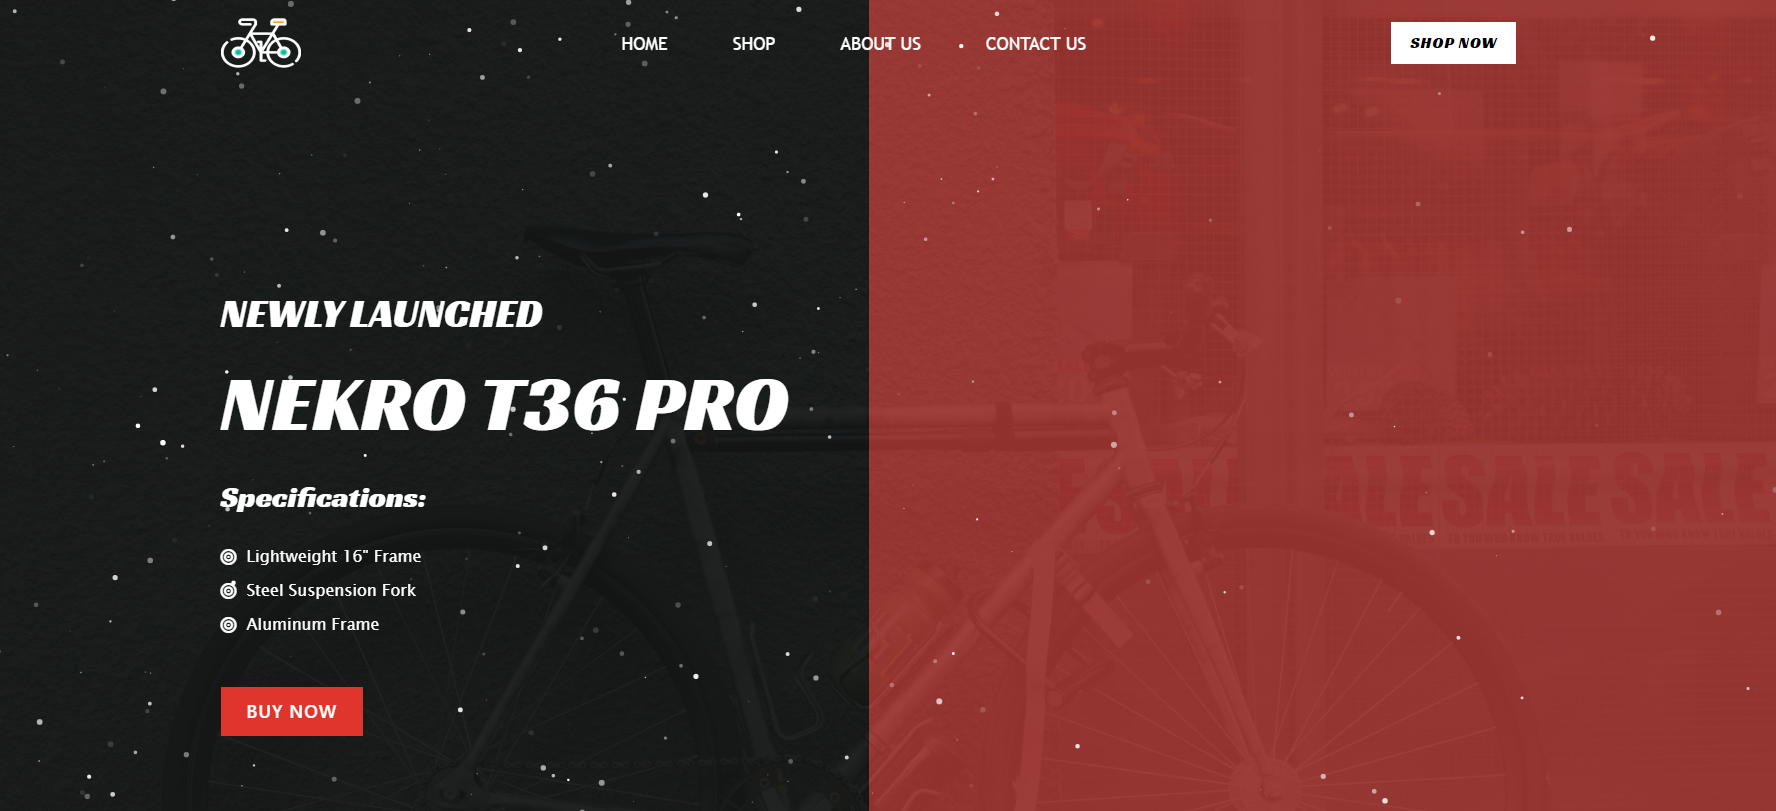 HOME SHOP ABOUT US CONTACT US SHOP NOW
NEWLY LAUNCHED
NEKRO T36 PRO
SALE SALE SALE
Specifications:
Lightweight 16" Frame
Steel Suspension Fork
Aluminum Frame
BUY NOW